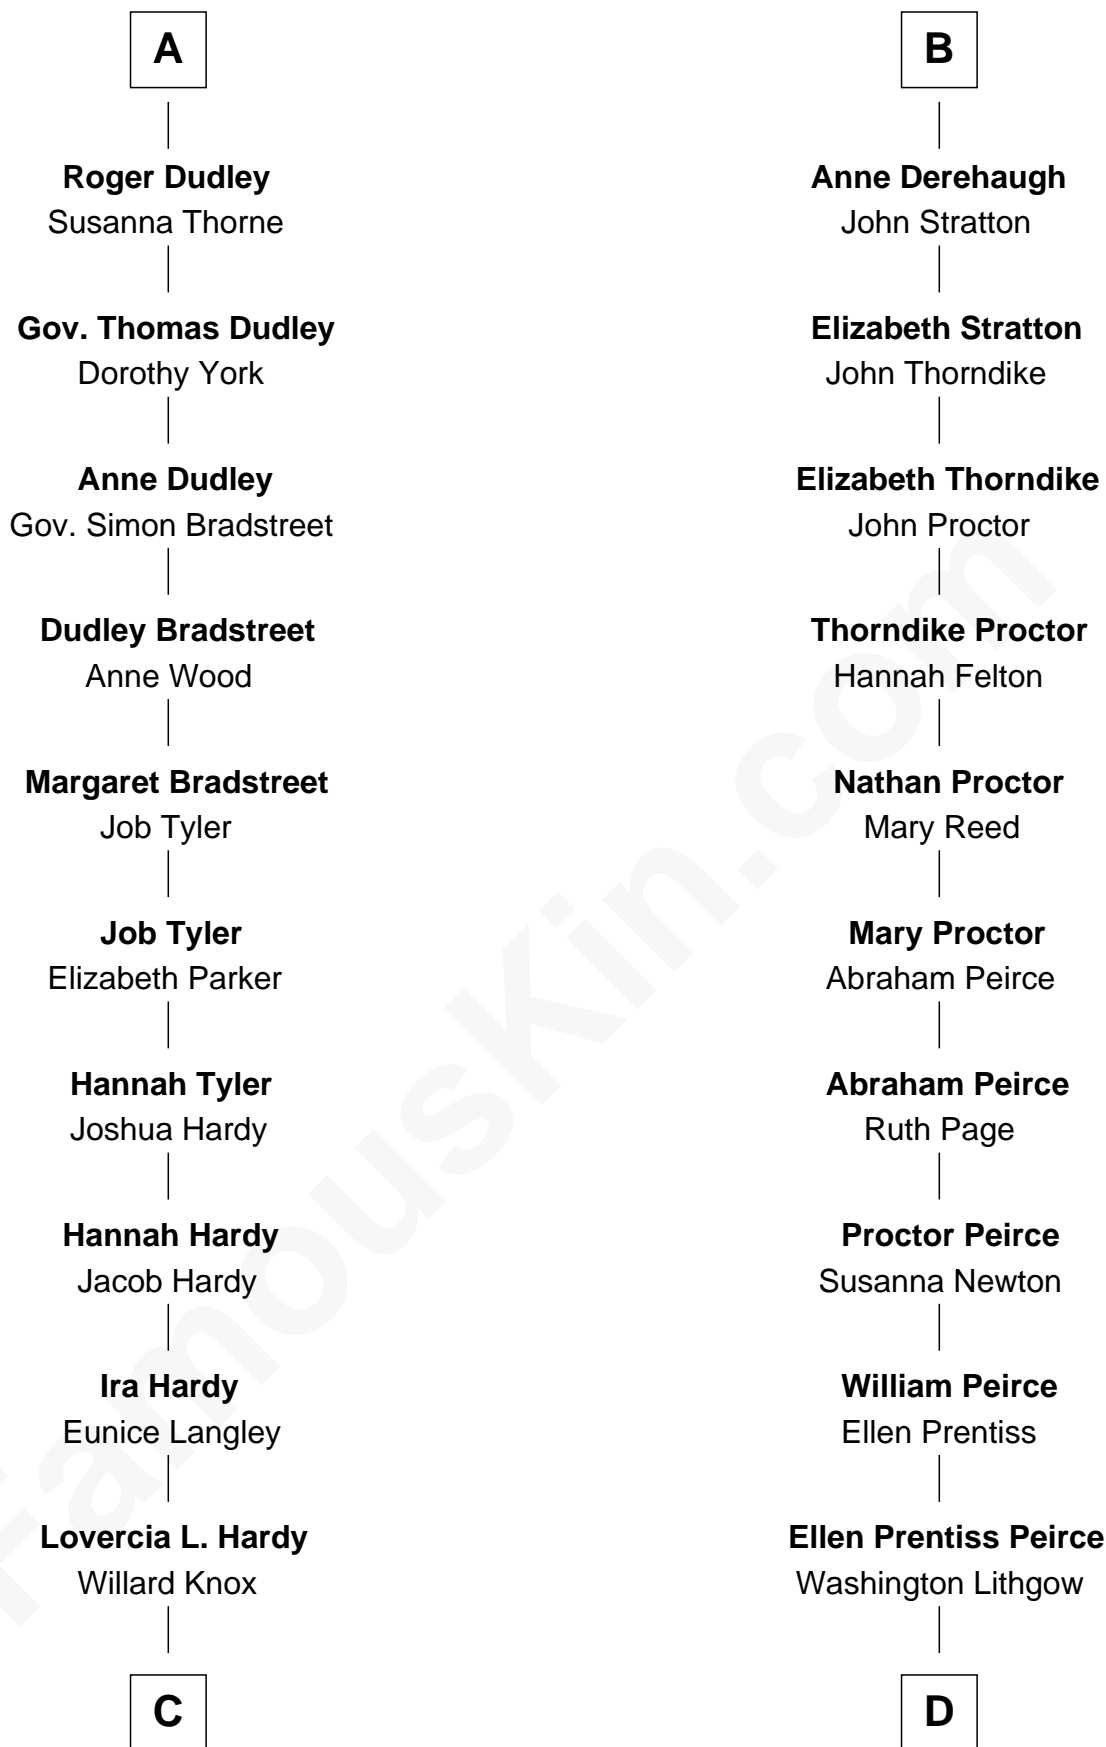 A
Roger Dudley
Susanna Thorne
Gov. Thomas Dudley
Dorothy York
Anne Dudley
Gov. Simon Bradstreet
Dudley Bradstreet
Anne Wood
Margaret Bradstreet
Job Tyler
Job Tyler
Elizabeth Parker
Hannah Tyler
Joshua Hardy
Hannah Hardy
Jacob Hardy
Ira Hardy
Eunice Langley
Lovercia L. Hardy
Willard Knox
C
B
Anne Derehaugh
John Stratton
Elizabeth Stratton
John Thorndike
Elizabeth Thorndike
John Proctor
Thorndike Proctor
Hannah Felton
Nathan Proctor
Mary Reed
Mary Proctor
Abraham Peirce
Abraham Peirce
Ruth Page
Proctor Peirce
Susanna Newton
William Peirce
Ellen Prentiss
Ellen Prentiss Peirce
Washington Lithgow
D
FamousKin.com